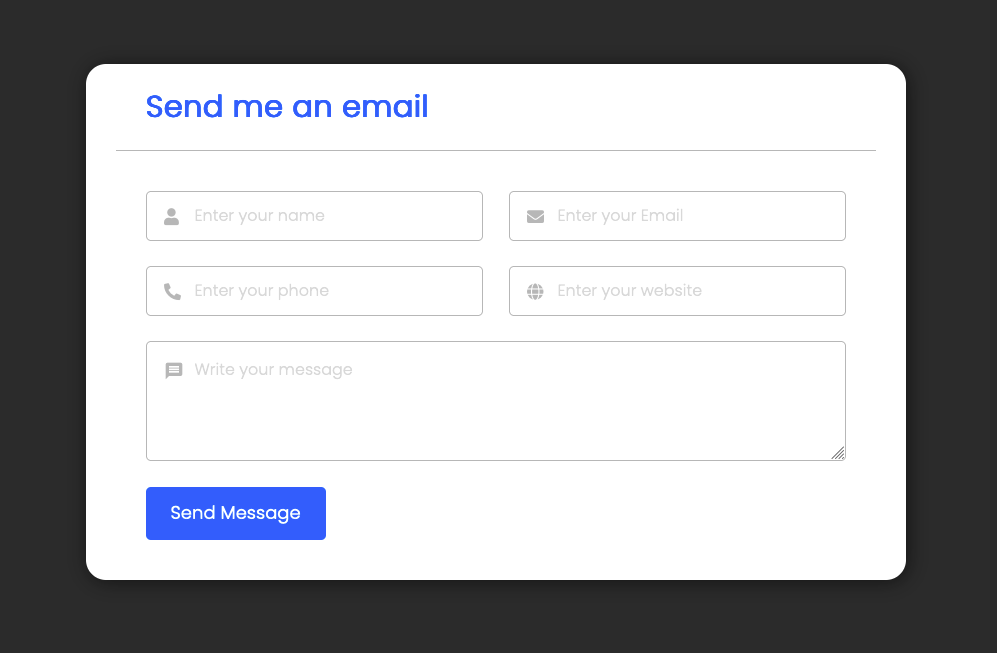 Send me an email
Enter your name
Enter your Email
Enter your phone
Enter your website
Write your message
Send Message